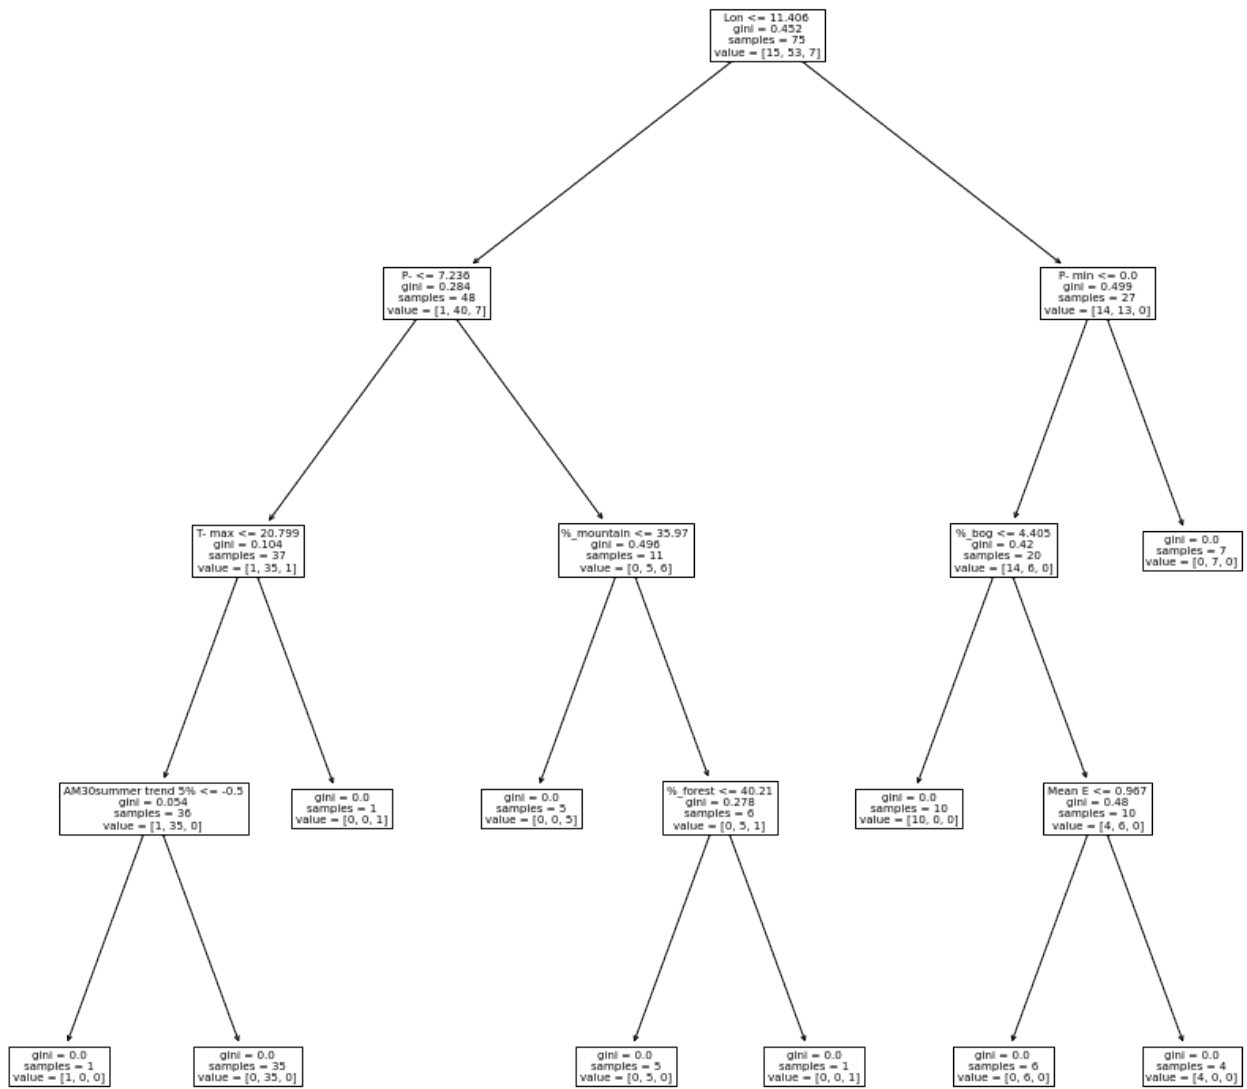 Lon <= 11.406
gini = 0.452
samples = 75
value = [15, 53, 7]
P- <= 7.236
gini = 0.284
samples = 48
value = [1, 40, 7]
P- min <= 0.0
gini = 0.499
samples = 27
value = [14, 13, 0]
T- max <= 20.799
gini = 0.104
samples = 37
value = [1, 35, 1]
%_mountain <= 35.97
gini = 0.496
samples = 11
value = [0, 5, 6]
%_bog <= 4.405
gini = 0.42
samples = 20
value = [14, 6, 0]
gini = 0.0
samples = 7
value = [0, 7, 0]
AM30summer trend 5% <= -0.5
gini = 0.054
samples = 36
value = [1, 35, 0]
gini = 0.0
samples = 1
value = [0, 0, 1]
gini = 0.0
samples = 5
value = [0, 0, 5]
%_forest <= 40.21
gini = 0.278
samples = 6
value = [0, 5, 1]
gini = 0.0
samples = 10
value = [10, 0, 0]
Mean E <= 0.967
gini = 0.48
samples = 10
value = [4, 6, 0]
gini = 0.0
samples = 1
value = [1, 0, 0]
gini = 0.0
samples = 35
value = [0, 35, 0]
gini = 0.0
samples = 5
value = [0, 5, 0]
gini = 0.0
samples = 1
value = [0, 0, 1]
gini = 0.0
samples = 6
value = [0, 6, 0]
gini = 0.0
samples = 4
value = [4, 0, 0]